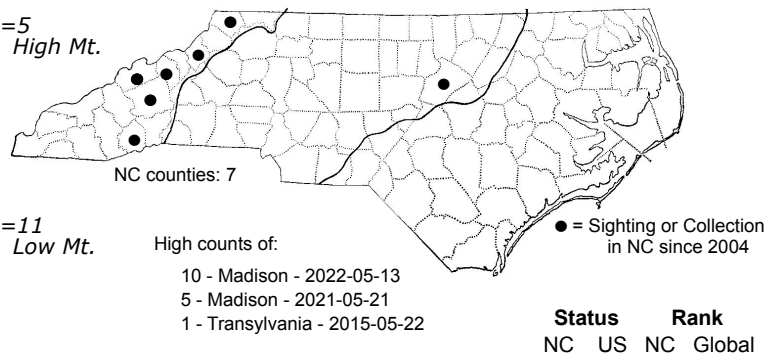 =5
High Mt.
NC counties: 7
=11
Low Mt.
High counts of:
10 - Madison - 2022-05-13
5 - Madison - 2021-05-21
1 - Transylvania - 2015-05-22
● = Sighting or Collection
in NC since 2004
Status Rank
NC US NC Global